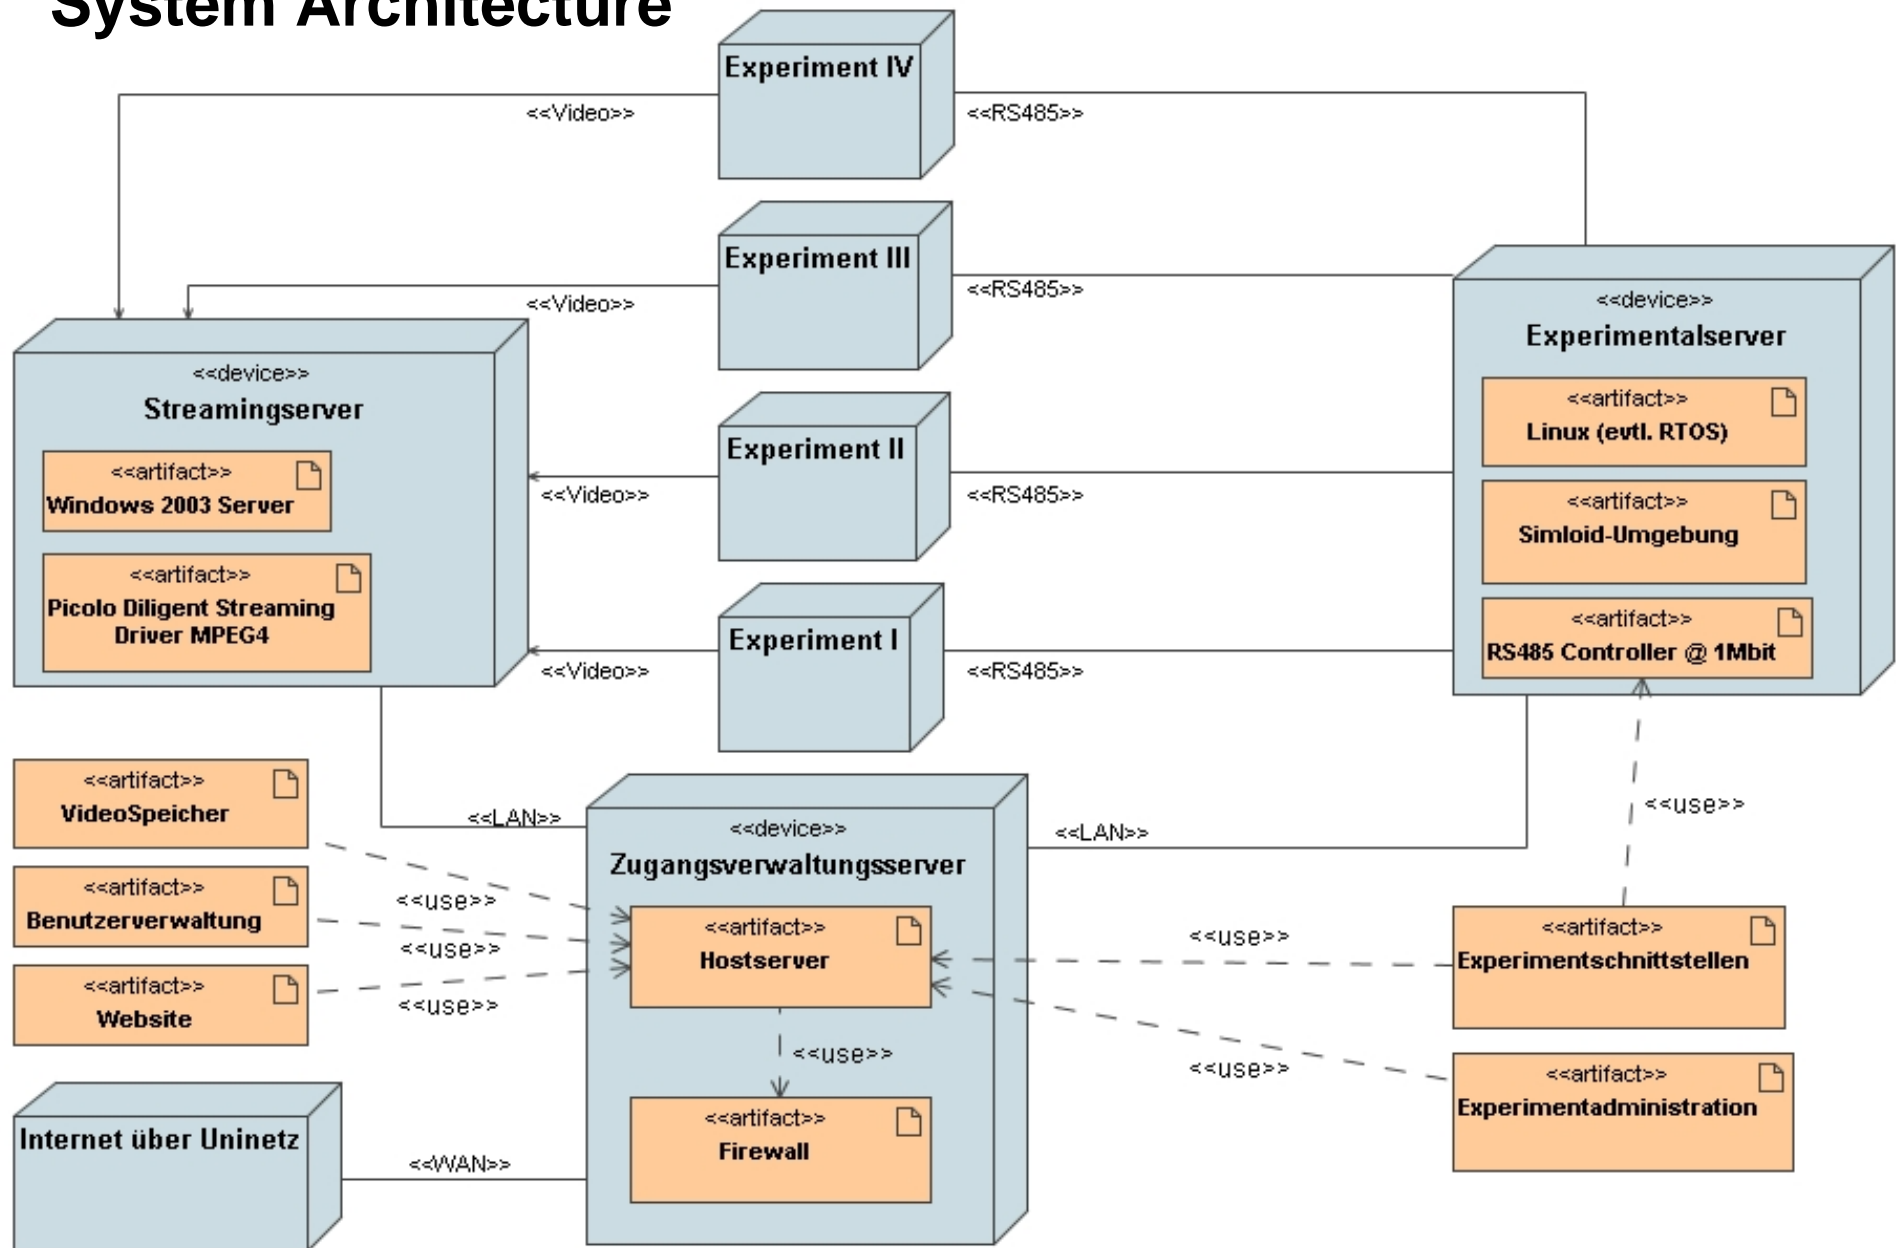 System Architecture
Experiment IV
<<Video>>
<<RS485>>
Experiment III
<<Video>>
<<RS485>>
<<device>>
Streamingserver
<<artifact>>
Windows 2003 Server
<<artifact>>
Picolo Diligent Streaming
Driver MPEG4
Experiment II
<<Video>>
<<RS485>>
Experiment I
<<Video>>
<<RS485>>
<<device>>
Experimentalserver
<<artifact>>
Linux (evtl. RTOS)
<<artifact>>
Simloid-Umgebung
<<artifact>>
RS485 Controller @ 1Mbit
<<artifact>>
VideoSpeicher
<<artifact>>
Benutzerverwaltung
<<artifact>>
Website
<<LAN>>
<<use>>
<<use>>
<<use>>
<<device>>
Zugangsverwaltungsserver
<<artifact>>
Hostserver
<<use>>
<<artifact>>
Firewall
<<LAN>>
<<use>>
<<use>>
<<use>>
<<artifact>>
Experimentschnittstellen
<<artifact>>
Experimentadministration
Internet über Uninetz
<<WAN>>